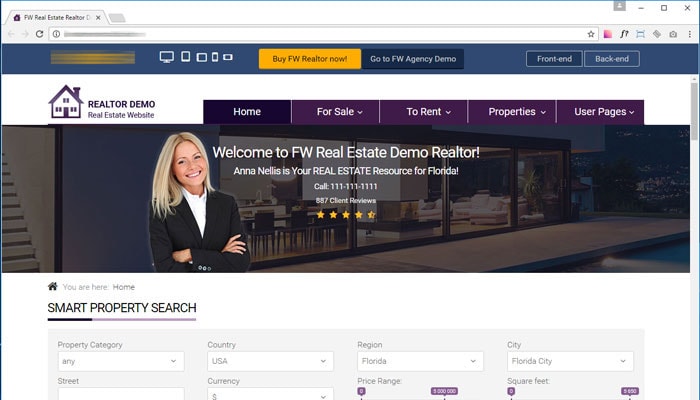 FW Real Estate Realtor D
Buy FW Realtor now!
Go to FW Agency Demo
Front-end
Back-end
REALTOR DEMO
Real Estate Website
Home
For Sale
To Rent
Properties
User Pages
Welcome to FW Real Estate Demo Realtor!
Anna Nellis is Your REAL ESTATE Resource for Florida!
Call: 111-111-1111
887 Client Reviews
You are here: Home
SMART PROPERTY SEARCH
Property Category
Country
Region
City
any
USA
Florida
Florida City
Street
Currency
Price Range:
Square feet:
$
0
3 000 000
0